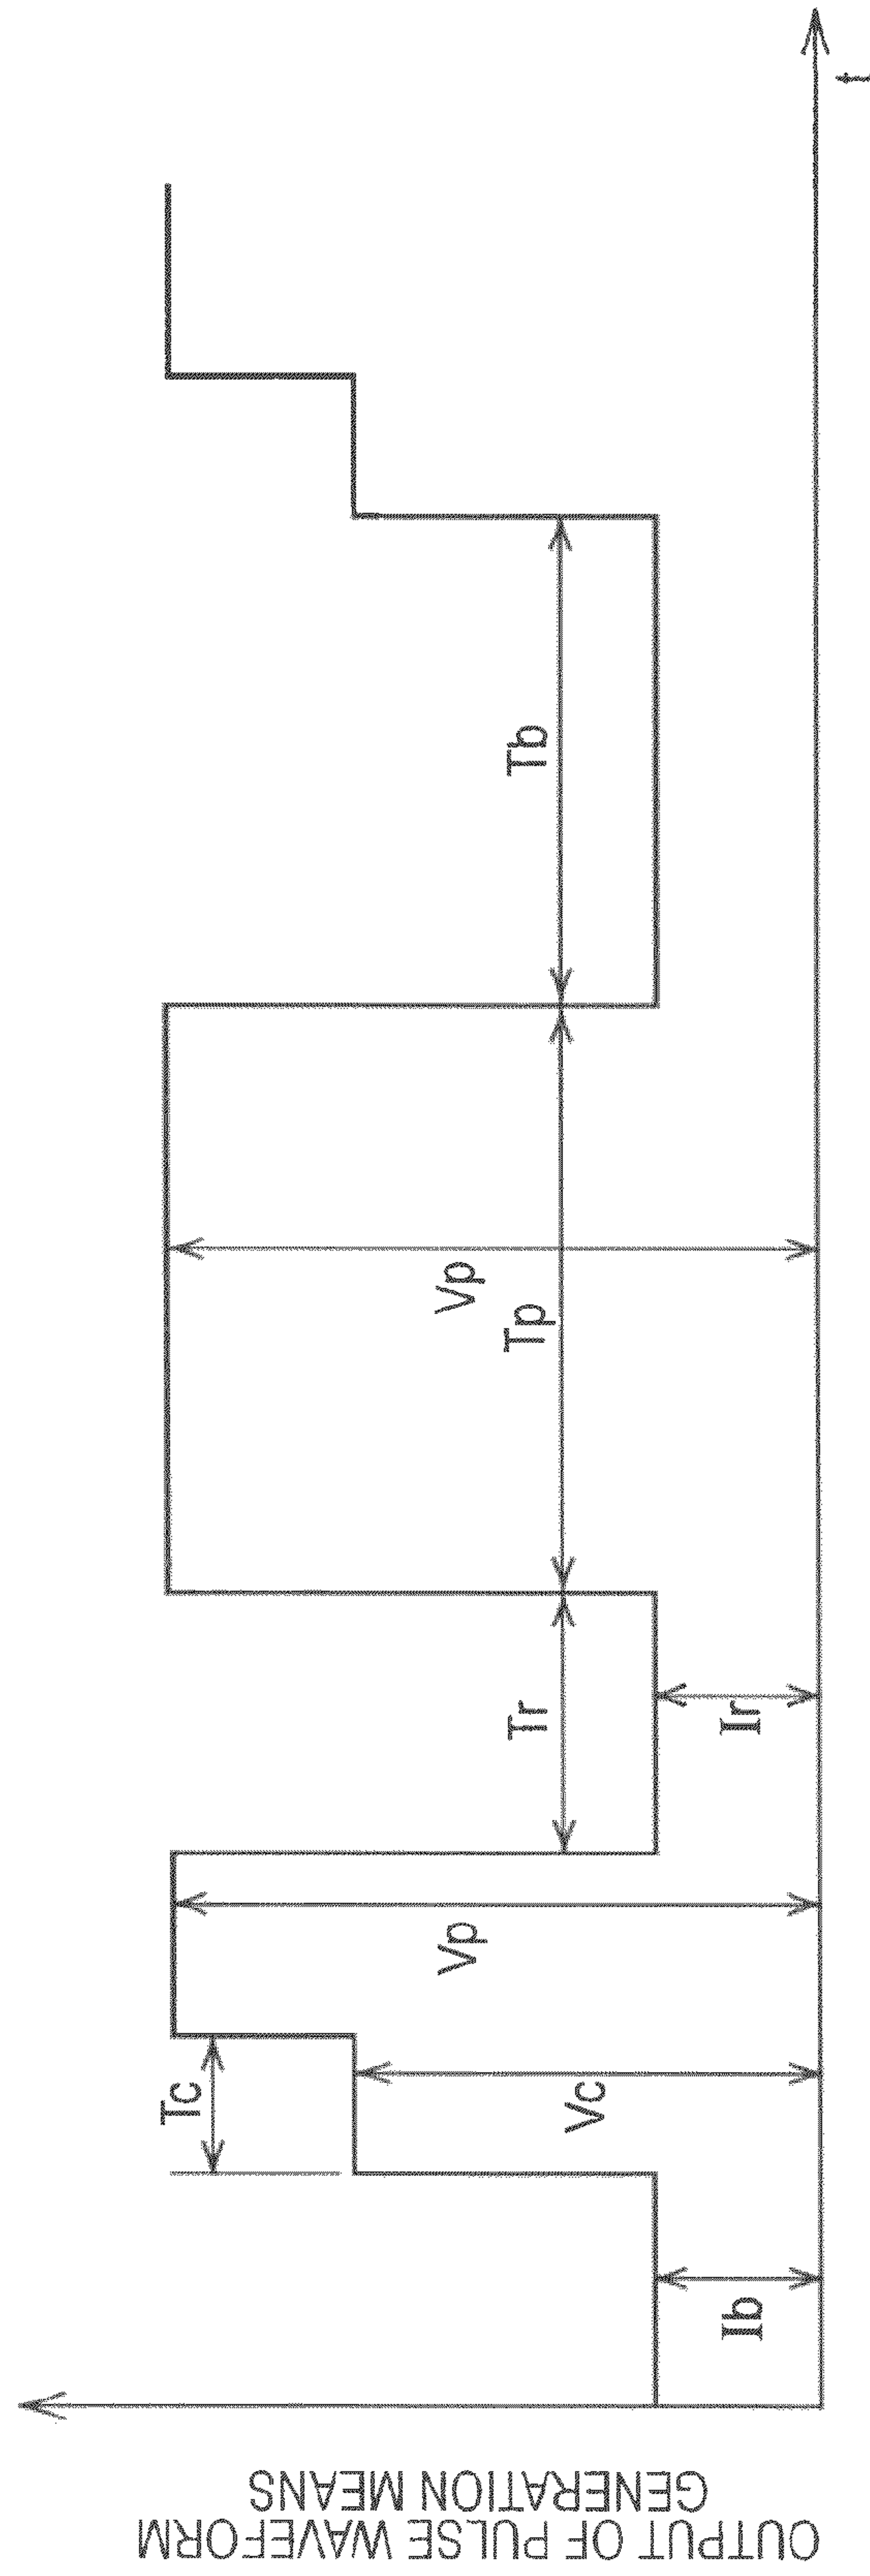 OUTPUT OF PULSE WAVEFORM
GENERATION MEANS
Ib
Tc
Vc
Vp
Tr
Ir
Tp
Vp
Tb
t